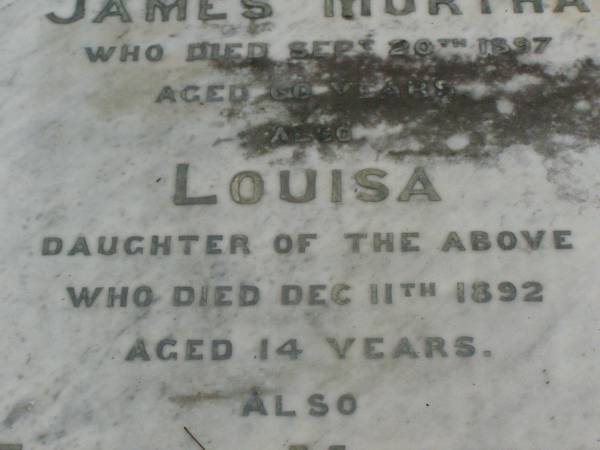 JAMES MURTHA
WHO DIED SEPT 20TH 1897
AGED 60 YEARS
ALSO
LOUISA
DAUGHTER OF THE ABOVE
WHO DIED DEC 11TH 1892
AGED 14 YEARS.
ALSO